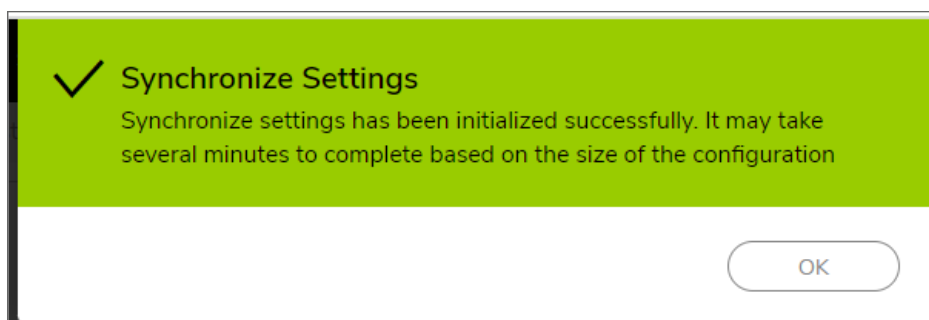 Synchronize Settings
Synchronize settings has been initialized successfully. It may take
several minutes to complete based on the size of the configuration
OK